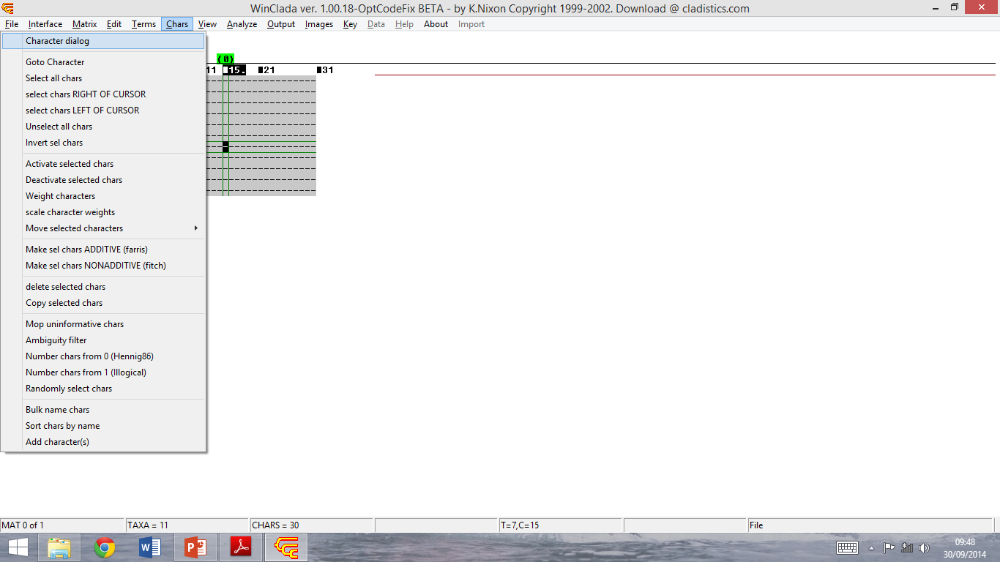 WinClada ver. 1.00.18-OptCodeFix BETA - by K.Nixon Copyright 1999-2002. Download @ cladistics.com
File Interface Matrix Edit Terms Chars View Analyze Output Images Key Data Help About Import
Character dialog
(0)
Goto Character
11 15. 21 31
Select all chars
select chars RIGHT OF CURSOR
select chars LEFT OF CURSOR
Unselect all chars
Invert sel chars
Activate selected chars
Deactivate selected chars
Weight characters
scale character weights
Move selected characters
Make sel chars ADDITIVE (farris)
Make sel chars NONADDITIVE (fitch)
delete selected chars
Copy selected chars
Mop uninformative chars
Ambiguity filter
Number chars from 0 (Hennig86)
Number chars from 1 (Illogical)
Randomly select chars
Bulk name chars
Sort chars by name
Add character(s)
MAT 0 of 1 TAXA = 11 CHARS = 30 T=7,C=15 File
09:48
30/09/2014